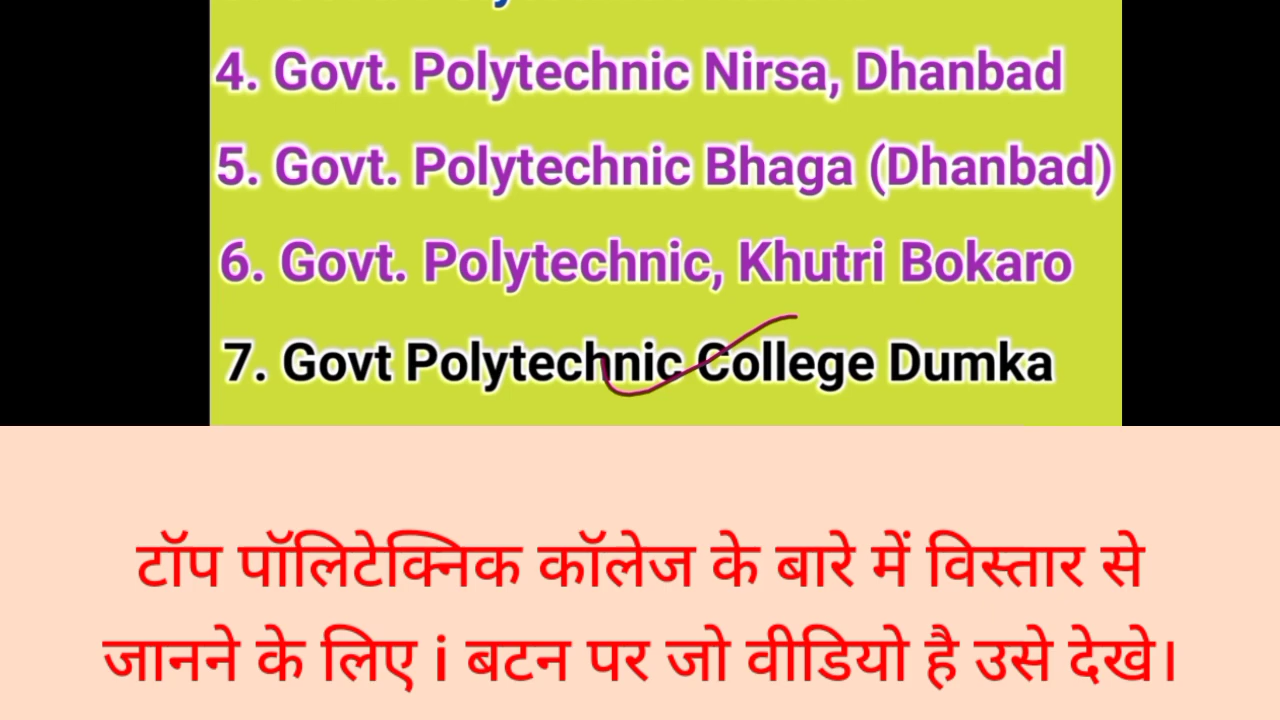 4. Govt. Polytechnic Nirsa, Dhanbad
5. Govt. Polytechnic Bhaga (Dhanbad)
6. Govt. Polytechnic, Khutri Bokaro
7. Govt Polytechnic College Dumka
टॉप पॉलिटेक्निक कॉलेज के बारे में विस्तार से
जानने के लिए i बटन पर जो वीडियो है उसे देखे।